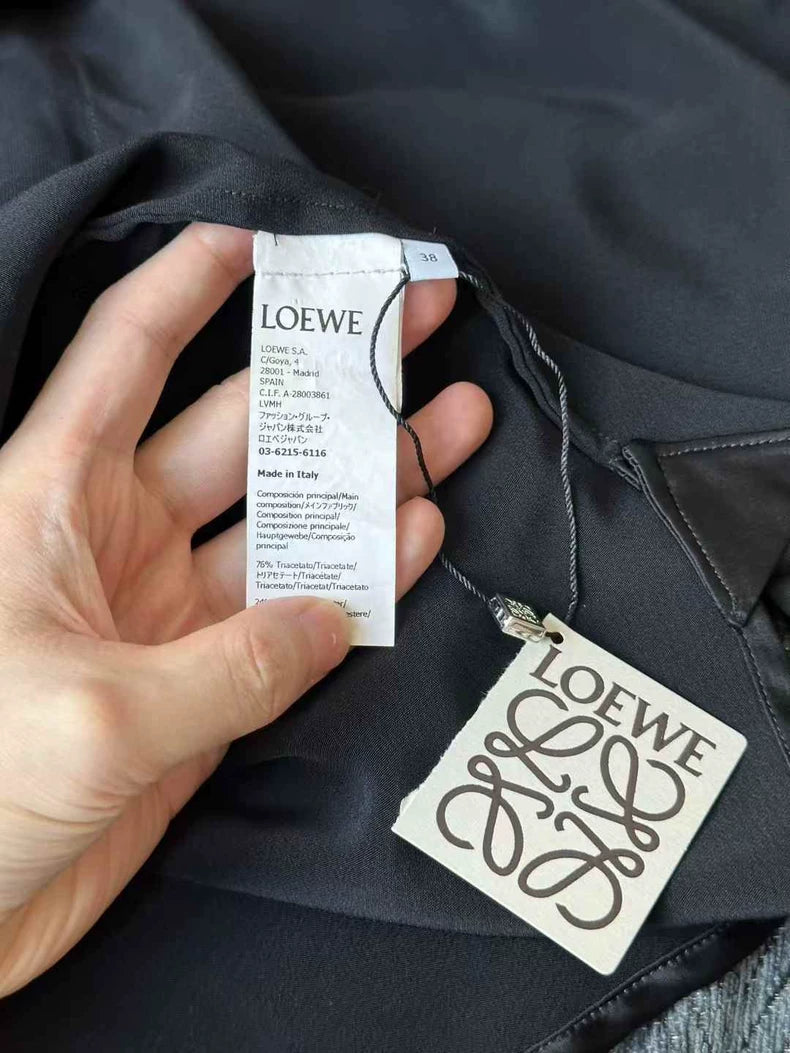 38
LOEWE
LOEWE S.A.
C/Goya, 4
28001 - Madrid
SPAIN
C.I.F. A-28003861
LVMH
ファッション・グループ・
ジャパン株式会社
ロエベジャパン
03-6215-6116
Made in Italy
Composición principal/Main
composition/メインファブリック/
Composition principal/
Composizione principale/
Hauptgewebe/Composição
principal
76% Triacetato/Triacetate/
トリアセテート/Triacétate/
Triacetato/Triacetat/Triacetato
LOEWE